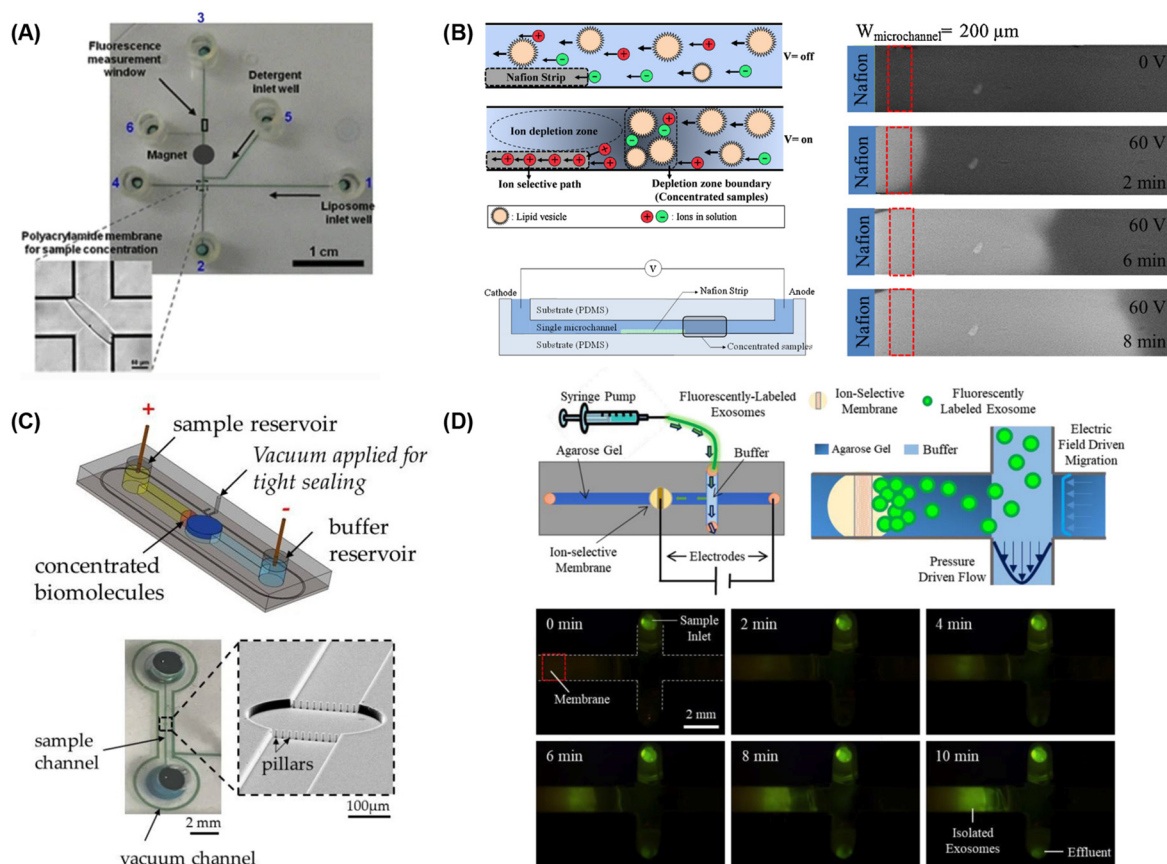 (A)
3
Fluorescence
measurement
window
Detergent
inlet well
5
6
Magnet
4
1
Liposome
inlet well
Polyacrylamide membrane
for sample concentration
2
1 cm
50 μm
(B)
V= off
Nafion Strip
Ion depletion zone
V= on
Ion selective path
Depletion zone boundary
(Concentrated samples)
: Lipid vesicle
: Ions in solution
V
Cathode
Anode
Substrate (PDMS)
Nafion Strip
Single microchannel
Substrate (PDMS)
Concentrated samples
Wmicrochannel= 200 μm
Nafion
0 V
Nafion
60 V
2 min
Nafion
60 V
6 min
Nafion
60 V
8 min
(C)
+
sample reservoir
Vacuum applied for
tight sealing
-
buffer
reservoir
concentrated
biomolecules
sample
channel
pillars
2 mm
100μm
vacuum channel
(D)
Syringe Pump
Fluorescently-Labeled
Exosomes
Agarose Gel
Buffer
Ion-selective
Membrane
Electrodes
Ion-Selective
Membrane
Fluorescently
Labeled Exosome
Agarose Gel
Buffer
Electric
Field Driven
Migration
Pressure
Driven Flow
0 min
Sample
Inlet
Membrane
2 mm
2 min
4 min
6 min
8 min
10 min
Isolated
Exosomes
Effluent